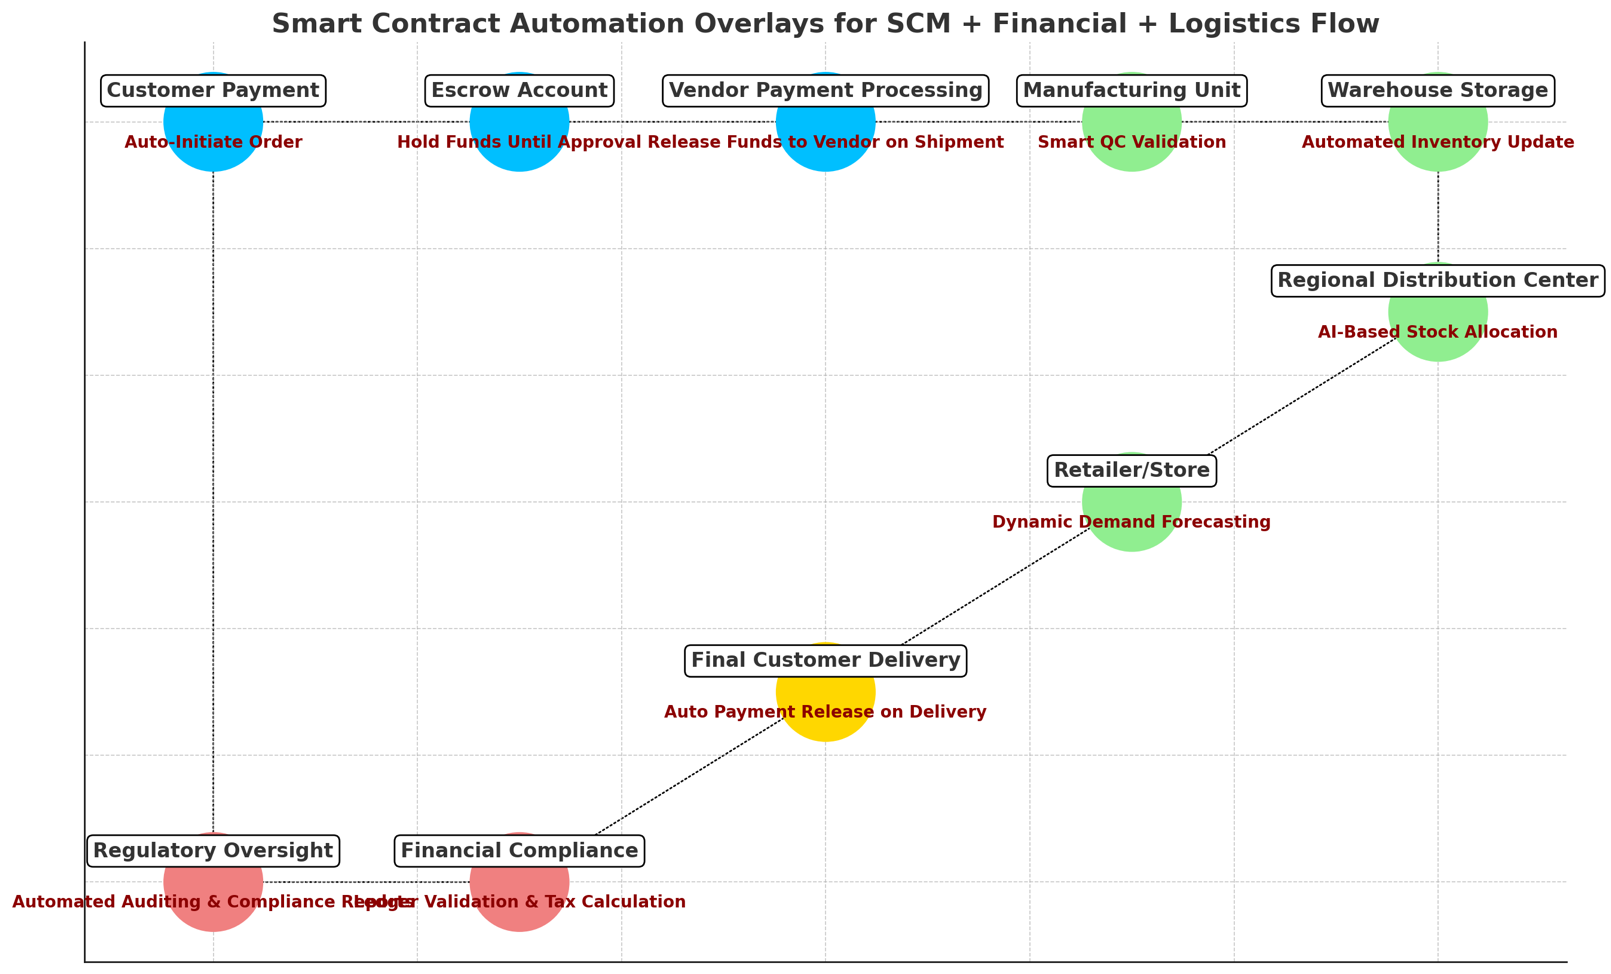 Smart Contract Automation Overlays for SCM + Financial + Logistics Flow
Customer Payment
Escrow Account
Vendor Payment Processing
Manufacturing Unit
Warehouse Storage
Auto-Initiate Order
Hold Funds Until Approval
Release Funds to Vendor on Shipment
Smart QC Validation
Automated Inventory Update
Regional Distribution Center
AI-Based Stock Allocation
Retailer/Store
Dynamic Demand Forecasting
Final Customer Delivery
Auto Payment Release on Delivery
Regulatory Oversight
Financial Compliance
Automated Auditing & Compliance Reports
Ledger Validation & Tax Calculation